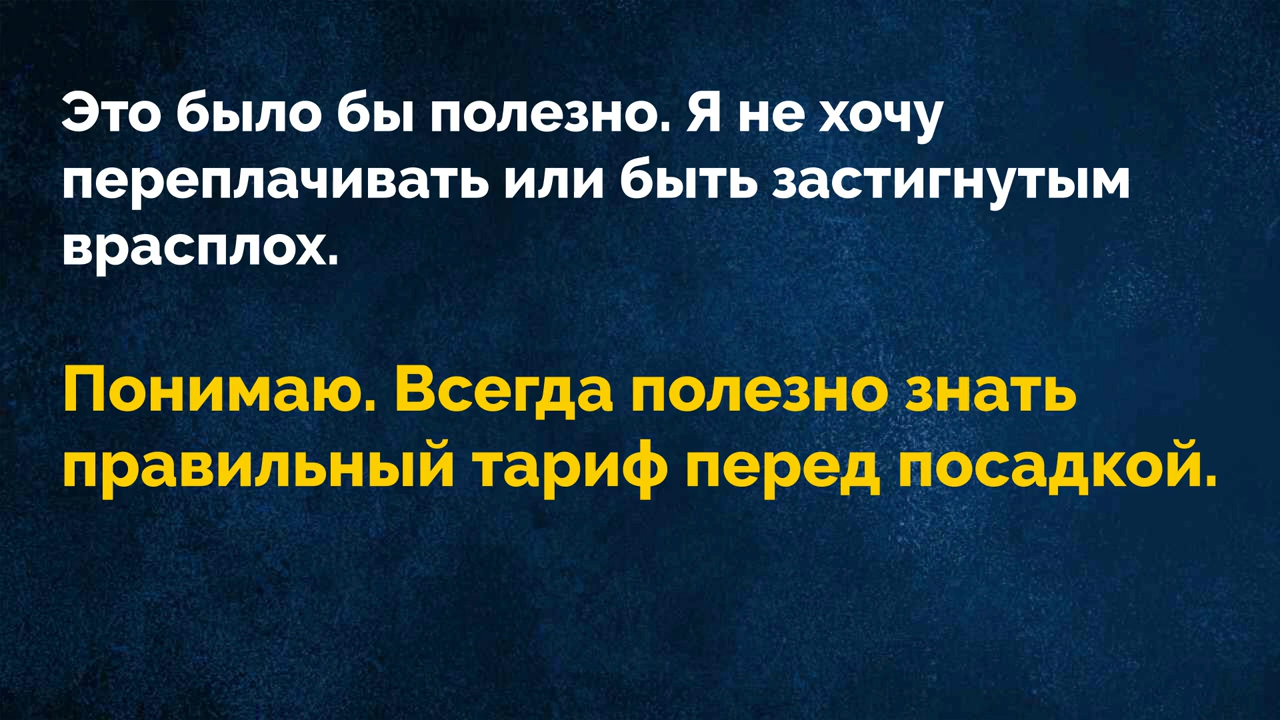 Это было бы полезно. Я не хочу
переплачивать или быть застигнутым
врасплох.
Понимаю. Всегда полезно знать
правильный тариф перед посадкой.